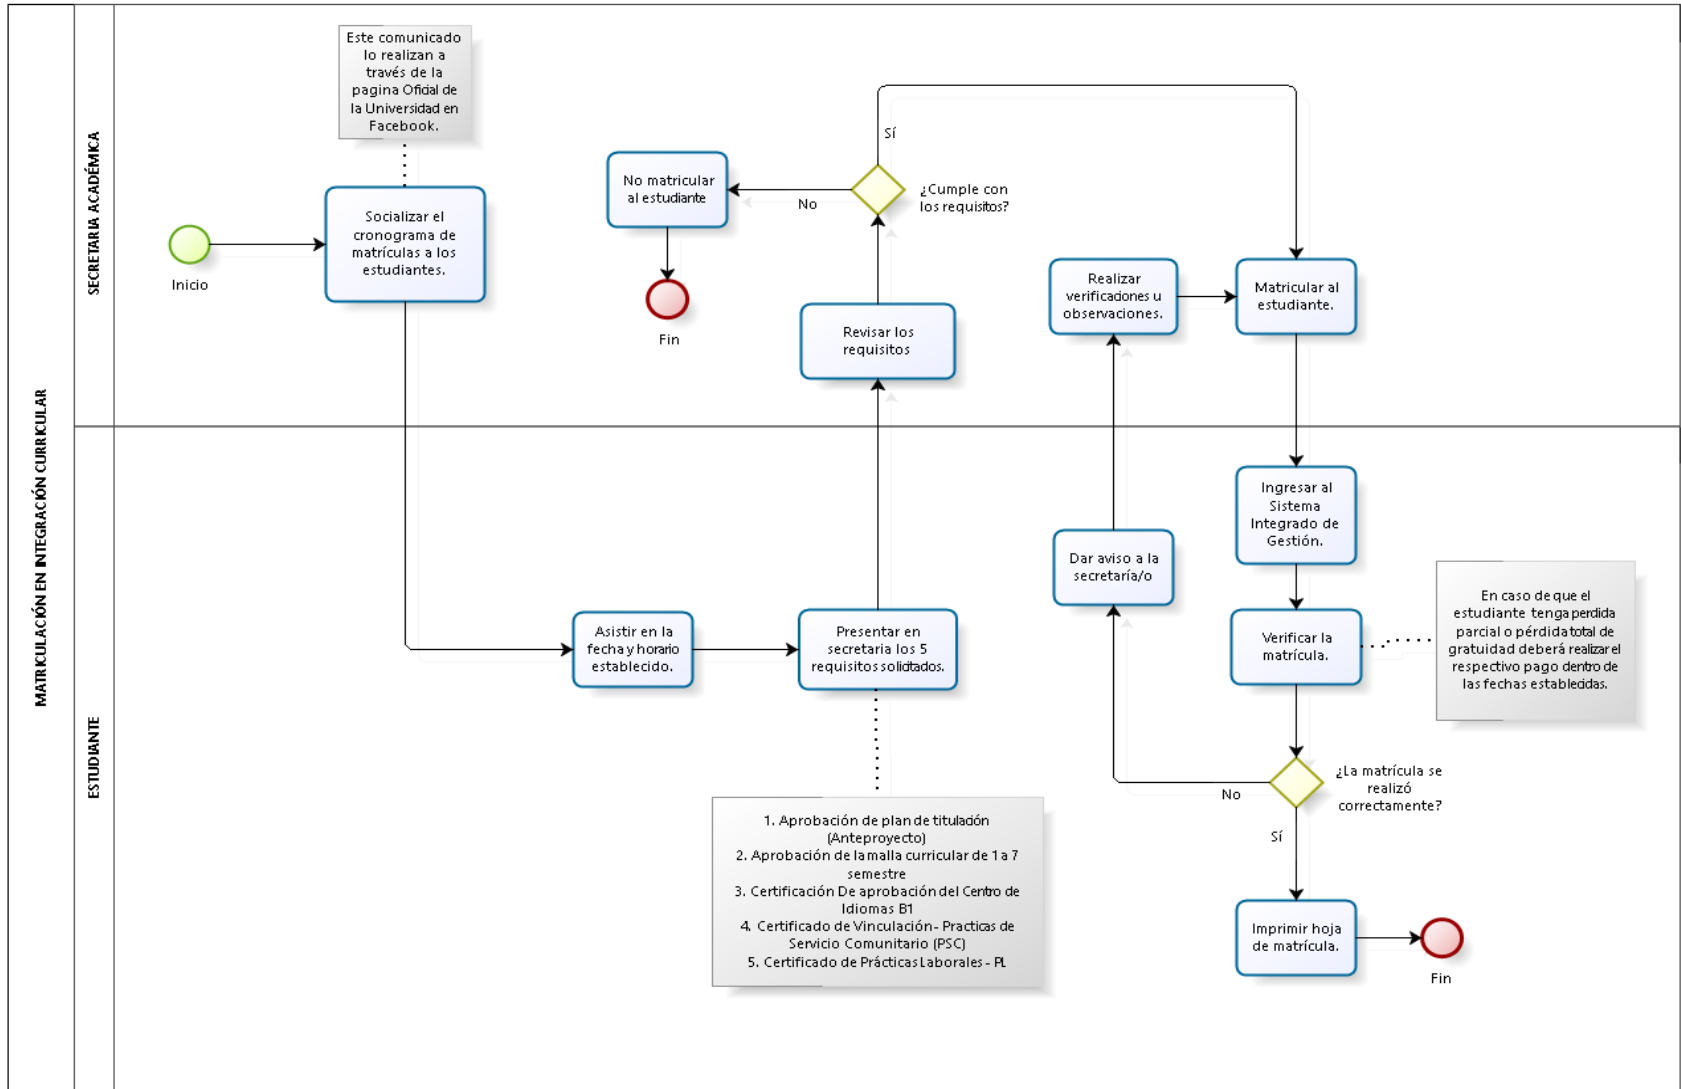 MATRICULACIÓN EN INTEGRACIÓN CURRICULAR
SECRETARIA ACADÉMICA
Este comunicado
lo realizan a
través de la
pagina Oficial de
la Universidad en
Facebook.
Inicio
Socializar el
cronograma de
matrículas a los
estudiantes.
No matricular
al estudiante
Fin
No
Sí
¿Cumple con
los requisitos?
Revisar los
requisitos
Realizar
verificaciones u
observaciones.
Matricular al
estudiante.
ESTUDIANTE
Asistir en la
fecha y horario
establecido.
Presentar en
secretaria los 5
requisitos solicitados.
1. Aprobación de plan de titulación
(Anteproyecto)
2. Aprobación de la malla curricular de 1 a 7
semestre
3. Certificación De aprobación del Centro de
Idiomas B1
4. Certificado de Vinculación - Practicas de
Servicio Comunitario (PSC)
5. Certificado de Prácticas Laborales - PL
Dar aviso a la
secretaría/o
Ingresar al
Sistema
Integrado de
Gestión.
Verificar la
matrícula.
En caso de que el
estudiante tenga perdida
parcial o pérdida total de
gratuidad deberá realizar el
respectivo pago dentro de
las fechas establecidas.
¿La matrícula se
realizó
correctamente?
No
Sí
Imprimir hoja
de matrícula.
Fin